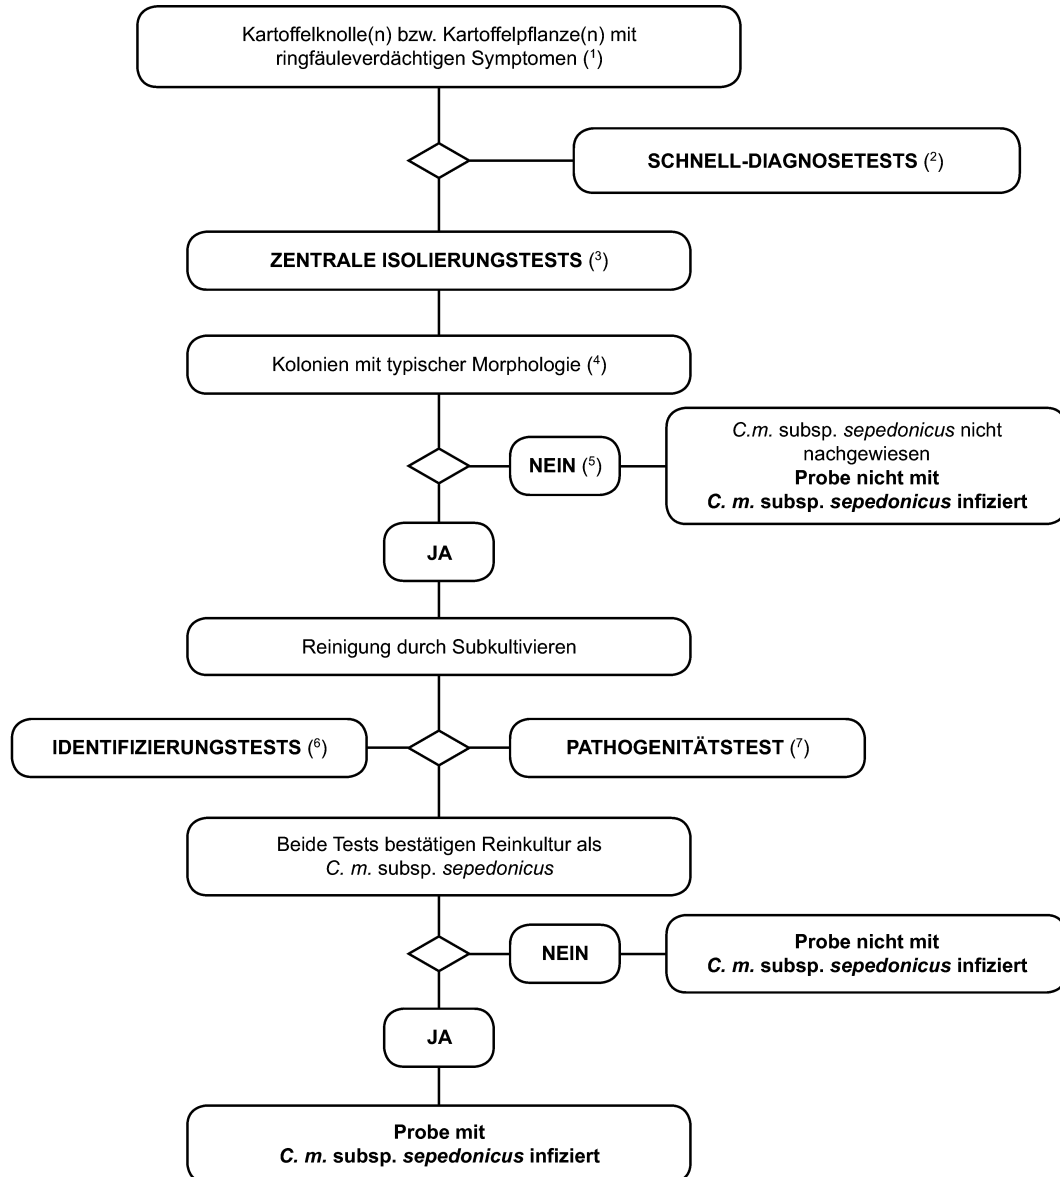 Kartoffelknolle(n) bzw. Kartoffelpflanze(n) mit
ringfäuleverdächtigen Symptomen (¹)
SCHNELL-DIAGNOSETESTS (²)
ZENTRALE ISOLIERUNGSTESTS (³)
Kolonien mit typischer Morphologie (⁴)
NEIN (⁵)
C.m. subsp. sepedonicus nicht
nachgewiesen
Probe nicht mit
C. m. subsp. sepedonicus infiziert
JA
Reinigung durch Subkultivieren
IDENTIFIZIERUNGSTESTS (⁶)
PATHOGENITÄTSTEST (⁷)
Beide Tests bestätigen Reinkultur als
C. m. subsp. sepedonicus
NEIN
Probe nicht mit
C. m. subsp. sepedonicus infiziert
JA
Probe mit
C. m. subsp. sepedonicus infiziert